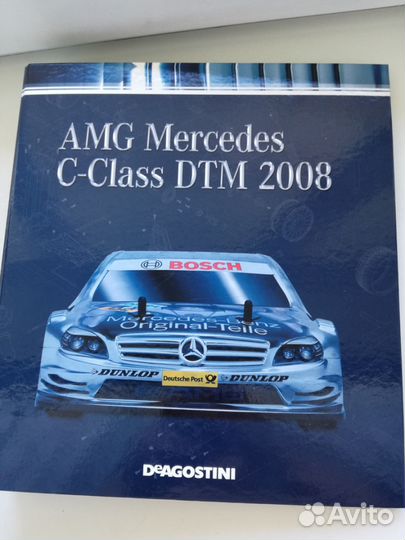 AMG Mercedes
C-Class DTM 2008
BOSCH
Mercedes-Benz
Original-Teile
Deutsche Post
DUNLOP
DUNLOP
DeAGOSTINI
Avito